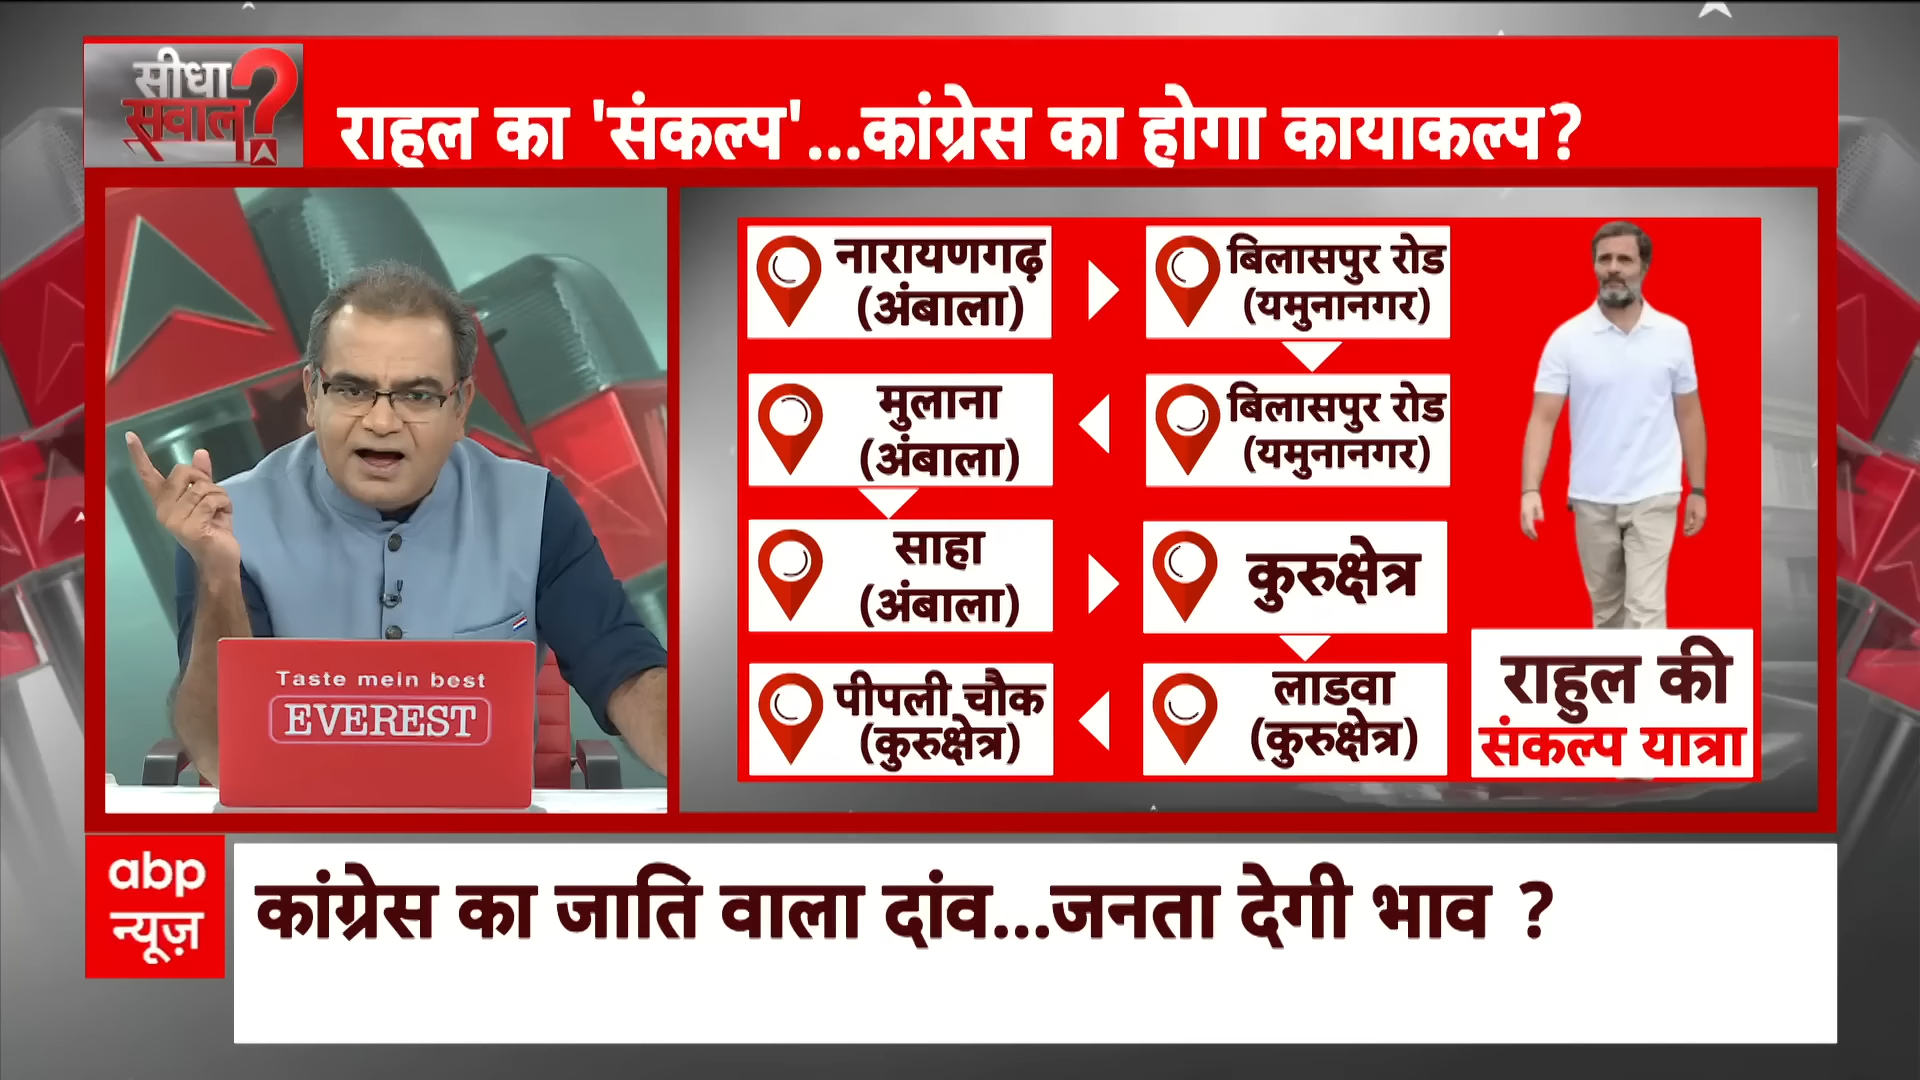 सीधा
सवाल?
राहुल का 'संकल्प'...कांग्रेस का होगा कायाकल्प?
नारायणगढ़
(अंबाला)
बिलासपुर रोड
(यमुनानगर)
बिलासपुर रोड
(यमुनानगर)
मुलाना
(अंबाला)
साहा
(अंबाला)
कुरुक्षेत्र
लाडवा
(कुरुक्षेत्र)
पीपली चौक
(कुरुक्षेत्र)
राहुल की
संकल्प यात्रा
Taste mein best
EVEREST
abp
न्यूज़
कांग्रेस का जाति वाला दांव...जनता देगी भाव ?